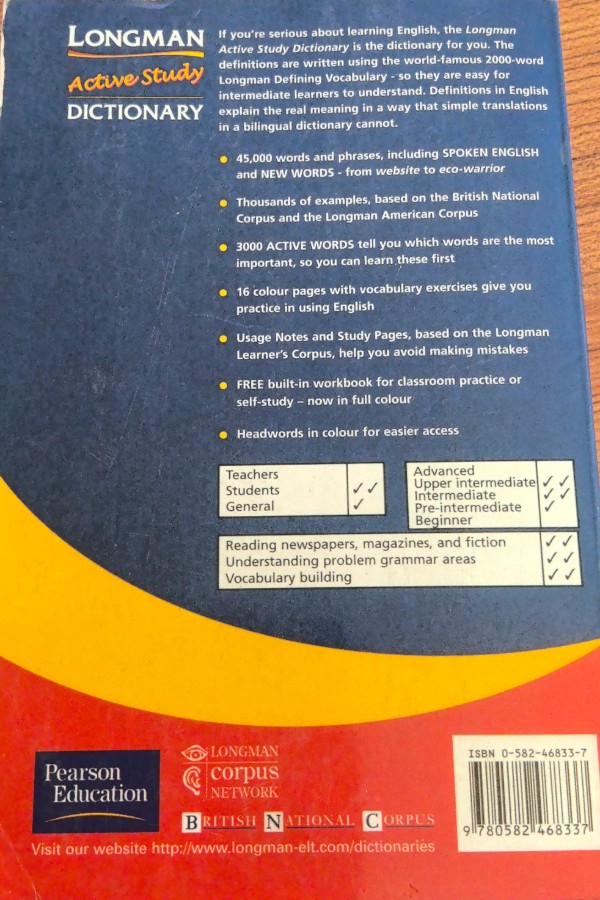 LONGMAN
Active Study
DICTIONARY
If you're serious about learning English, the Longman
Active Study Dictionary is the dictionary for you. The
definitions are written using the world-famous 2000-word
Longman Defining Vocabulary - so they are easy for
intermediate learners to understand. Definitions in English
explain the real meaning in a way that simple translations
in a bilingual dictionary cannot.
● 45,000 words and phrases, including SPOKEN ENGLISH
and NEW WORDS - from website to eco-warrior
● Thousands of examples, based on the British National
Corpus and the Longman American Corpus
● 3000 ACTIVE WORDS tell you which words are the most
important, so you can learn these first
● 16 colour pages with vocabulary exercises give you
practice in using English
● Usage Notes and Study Pages, based on the Longman
Learner's Corpus, help you avoid making mistakes
● FREE built-in workbook for classroom practice or
self-study – now in full colour
● Headwords in colour for easier access
Teachers
Students ✓✓
General ✓
Advanced
Upper intermediate ✓✓
Intermediate ✓✓
Pre-intermediate ✓
Beginner
Reading newspapers, magazines, and fiction ✓✓
Understanding problem grammar areas ✓✓
Vocabulary building ✓✓
Pearson
Education
LONGMAN
corpus
NETWORK
BRITISH NATIONAL CORPUS
Visit our website http://www.longman-elt.com/dictionaries
ISBN 0-582-46833-7
9 780582 468337